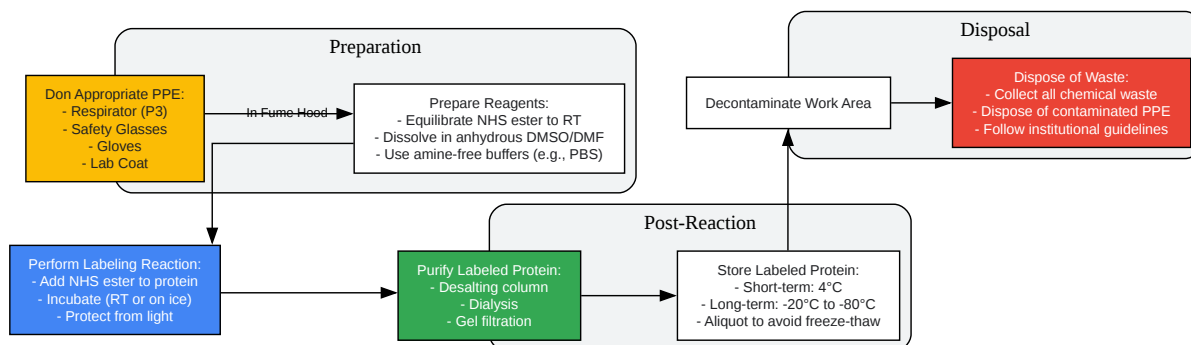 Preparation
Don Appropriate PPE:
- Respirator (P3)
- Safety Glasses
- Gloves
- Lab Coat
In Fume Hood
Prepare Reagents:
- Equilibrate NHS ester to RT
- Dissolve in anhydrous DMSO/DMF
- Use amine-free buffers (e.g., PBS)
Perform Labeling Reaction:
- Add NHS ester to protein
- Incubate (RT or on ice)
- Protect from light
Post-Reaction
Purify Labeled Protein:
- Desalting column
- Dialysis
- Gel filtration
Store Labeled Protein:
- Short-term: 4°C
- Long-term: -20°C to -80°C
- Aliquot to avoid freeze-thaw
Disposal
Decontaminate Work Area
Dispose of Waste:
- Collect all chemical waste
- Dispose of contaminated PPE
- Follow institutional guidelines